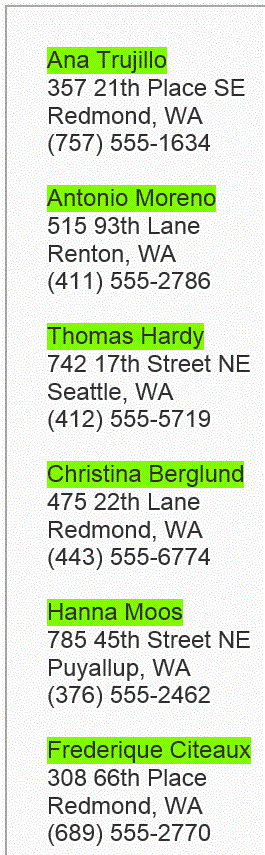 Ana Trujillo
357 21th Place SE
Redmond, WA
(757) 555-1634
Antonio Moreno
515 93th Lane
Renton, WA
(411) 555-2786
Thomas Hardy
742 17th Street NE
Seattle, WA
(412) 555-5719
Christina Berglund
475 22th Lane
Redmond, WA
(443) 555-6774
Hanna Moos
785 45th Street NE
Puyallup, WA
(376) 555-2462
Frederique Citeaux
308 66th Place
Redmond, WA
(689) 555-2770